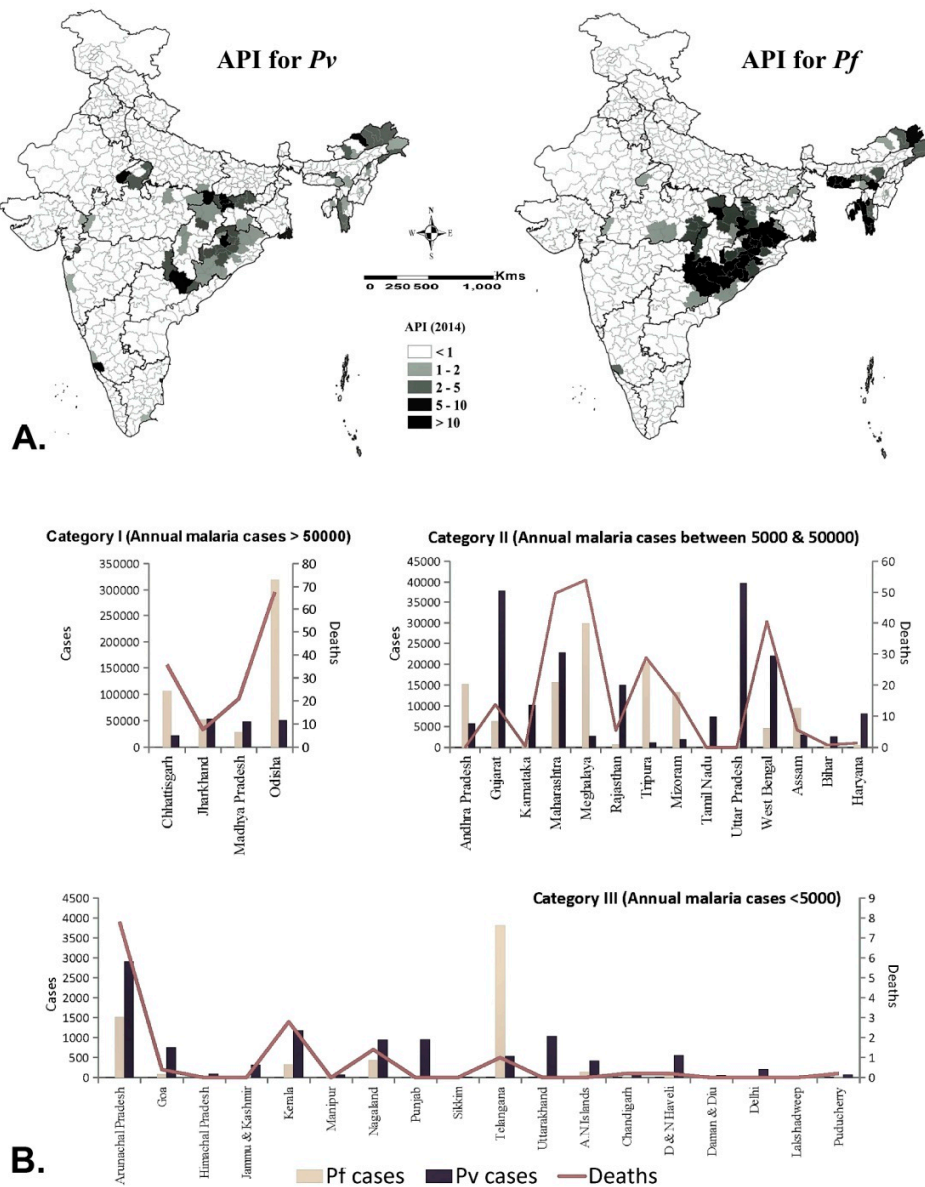 API for Pv
API for Pf
N
W E
S
Kms
0 250 500 1,000
API (2014)
< 1
1 - 2
2 - 5
5 - 10
> 10
A.
Category I (Annual malaria cases > 50000)
350000
300000
250000
200000
150000
100000
50000
0
Cases
80
70
60
50
40
30
20
10
0
Deaths
Chhattisgarh
Jharkhand
Madhya Pradesh
Odisha
Category II (Annual malaria cases between 5000 & 50000)
45000
40000
35000
30000
25000
20000
15000
10000
5000
0
Cases
60
50
40
30
20
10
0
Deaths
Andhra Pradesh
Gujarat
Karnataka
Maharashtra
Meghalaya
Rajasthan
Tripura
Mizoram
Tamil Nadu
Uttar Pradesh
West Bengal
Assam
Bihar
Haryana
Category III (Annual malaria cases <5000)
4500
4000
3500
3000
2500
2000
1500
1000
500
0
Cases
9
8
7
6
5
4
3
2
1
0
Deaths
Arunachal Pradesh
Goa
Himachal Pradesh
Jammu & Kashmir
Kerala
Manipur
Nagaland
Punjab
Sikkim
Telangana
Uttarakhand
A.N.Islands
Chandigarh
D & N Haveli
Daman & Diu
Delhi
Lakshadweep
Puducherry
B.
Pf cases Pv cases Deaths